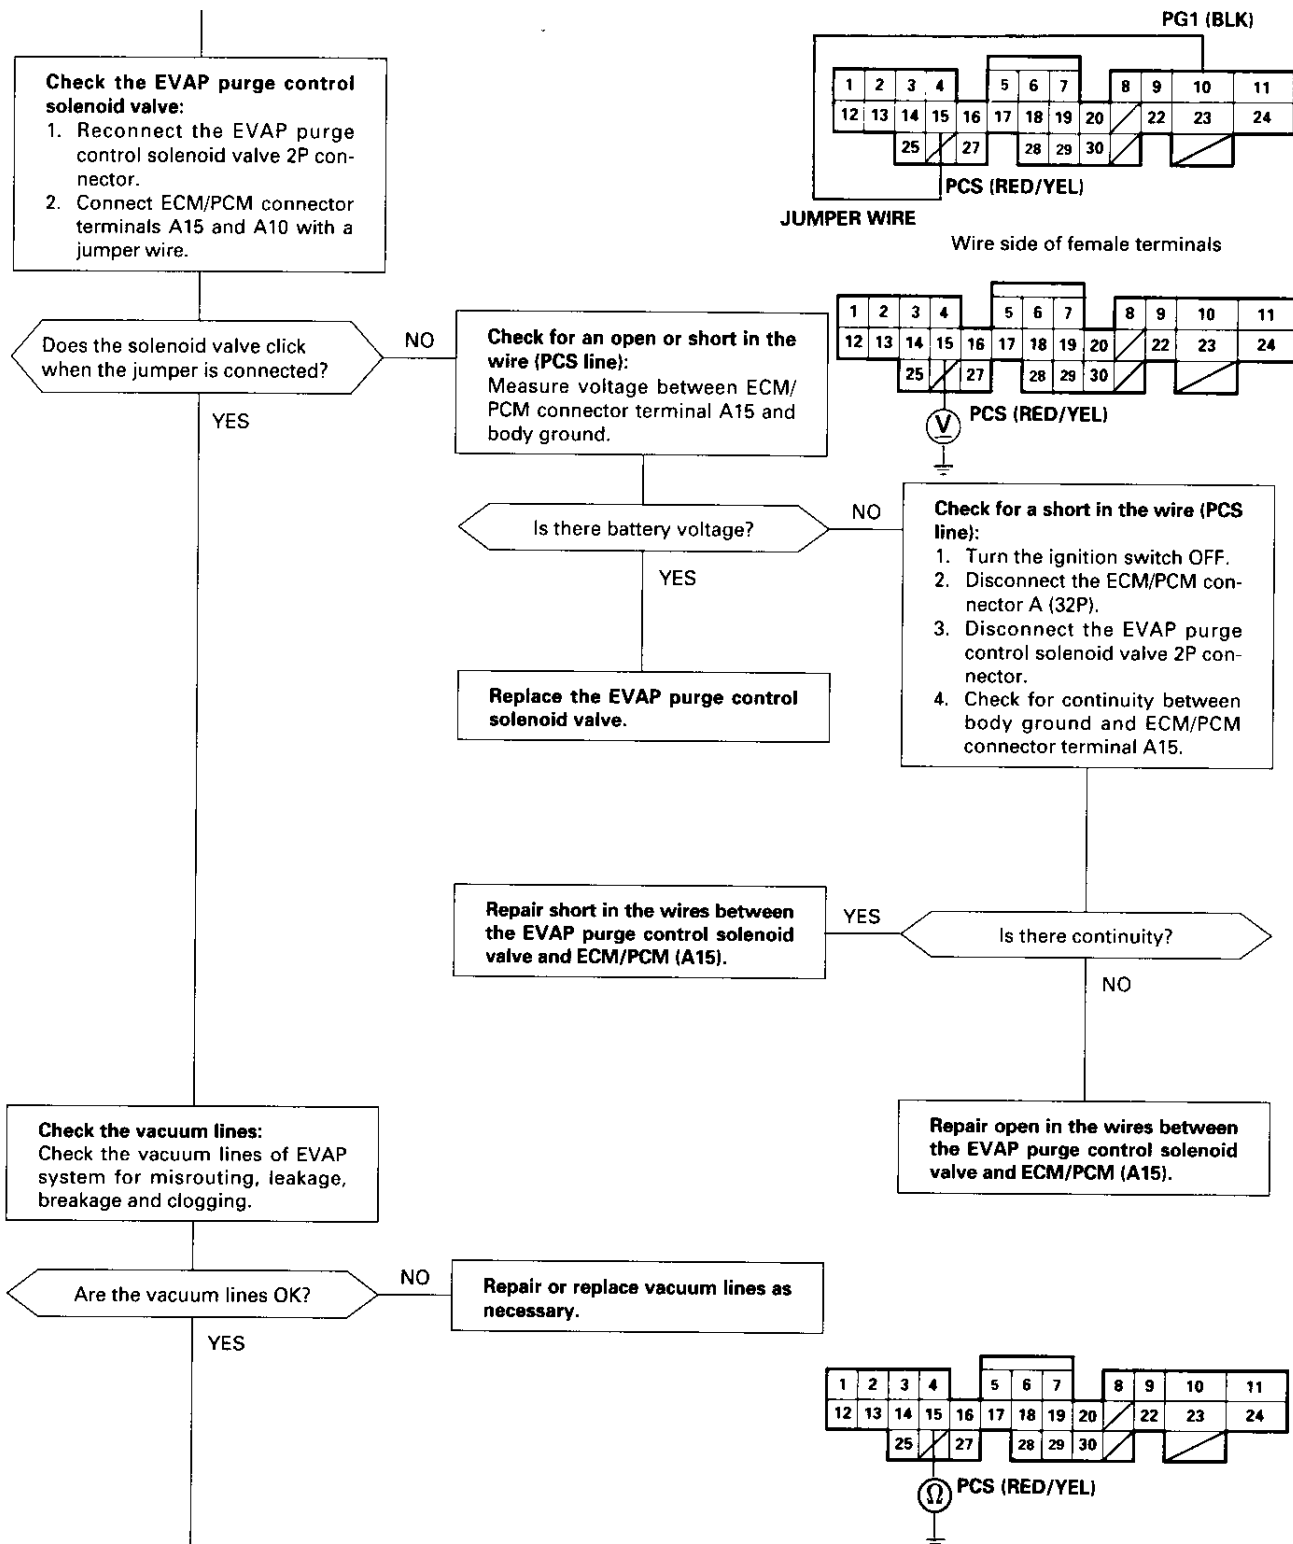 PG1 (BLK)
1 2 3 4 5 6 7 8 9 10 11
12 13 14 15 16 17 18 19 20 22 23 24
25 27 28 29 30
PCS (RED/YEL)
JUMPER WIRE
Wire side of female terminals
Check the EVAP purge control
solenoid valve:
1. Reconnect the EVAP purge
control solenoid valve 2P con-
nector.
2. Connect ECM/PCM connector
terminals A15 and A10 with a
jumper wire.
Does the solenoid valve click
when the jumper is connected?
NO
YES
Check for an open or short in the
wire (PCS line):
Measure voltage between ECM/
PCM connector terminal A15 and
body ground.
1 2 3 4 5 6 7 8 9 10 11
12 13 14 15 16 17 18 19 20 22 23 24
25 27 28 29 30
PCS (RED/YEL)
V
Is there battery voltage?
NO
YES
Check for a short in the wire (PCS
line):
1. Turn the ignition switch OFF.
2. Disconnect the ECM/PCM con-
nector A (32P).
3. Disconnect the EVAP purge
control solenoid valve 2P con-
nector.
4. Check for continuity between
body ground and ECM/PCM
connector terminal A15.
Replace the EVAP purge control
solenoid valve.
Repair short in the wires between
the EVAP purge control solenoid
valve and ECM/PCM (A15).
YES
Is there continuity?
NO
Repair open in the wires between
the EVAP purge control solenoid
valve and ECM/PCM (A15).
Check the vacuum lines:
Check the vacuum lines of EVAP
system for misrouting, leakage,
breakage and clogging.
Are the vacuum lines OK?
NO
YES
Repair or replace vacuum lines as
necessary.
1 2 3 4 5 6 7 8 9 10 11
12 13 14 15 16 17 18 19 20 22 23 24
25 27 28 29 30
PCS (RED/YEL)
Ω